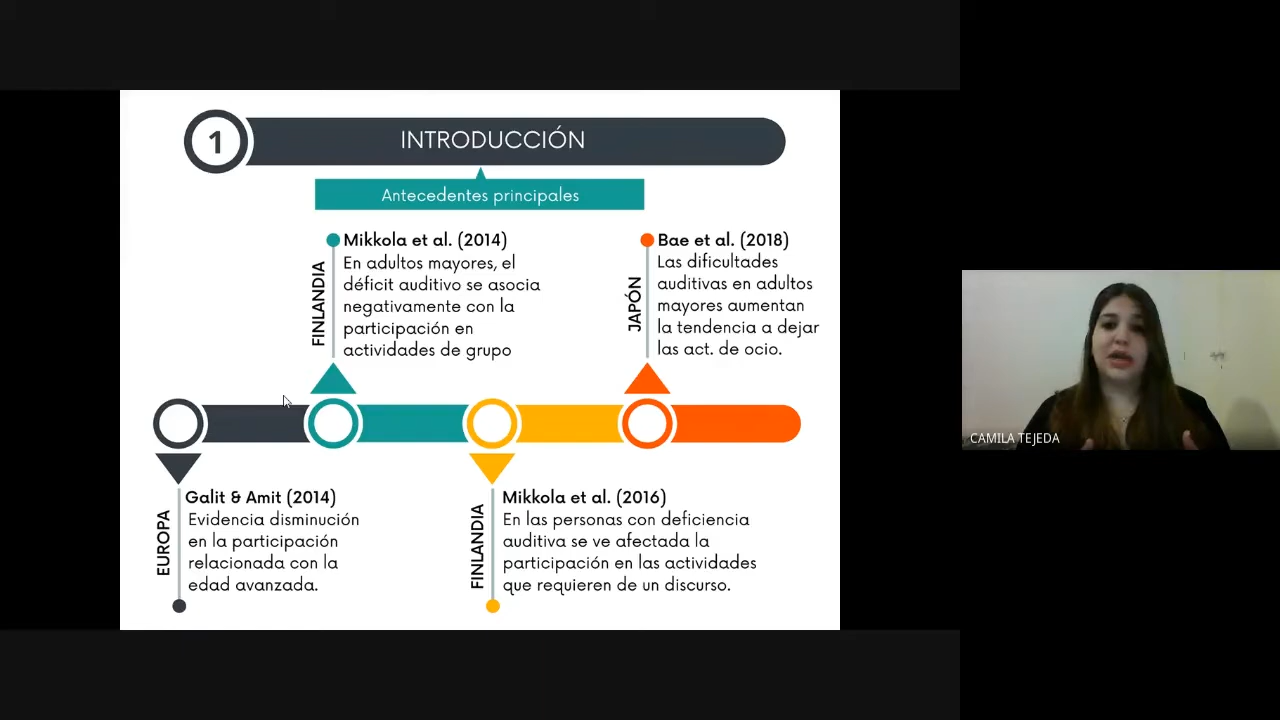 1
INTRODUCCIÓN
Antecedentes principales
FINLANDIA
Mikkola et al. (2014)
En adultos mayores, el
déficit auditivo se asocia
negativamente con la
participación en
actividades de grupo
JAPÓN
Bae et al. (2018)
Las dificultades
auditivas en adultos
mayores aumentan
la tendencia a dejar
las act. de ocio.
EUROPA
Galit & Amit (2014)
Evidencia disminución
en la participación
relacionada con la
edad avanzada.
FINLANDIA
Mikkola et al. (2016)
En las personas con deficiencia
auditiva se ve afectada la
participación en las actividades
que requieren de un discurso.
CAMILA TEJEDA